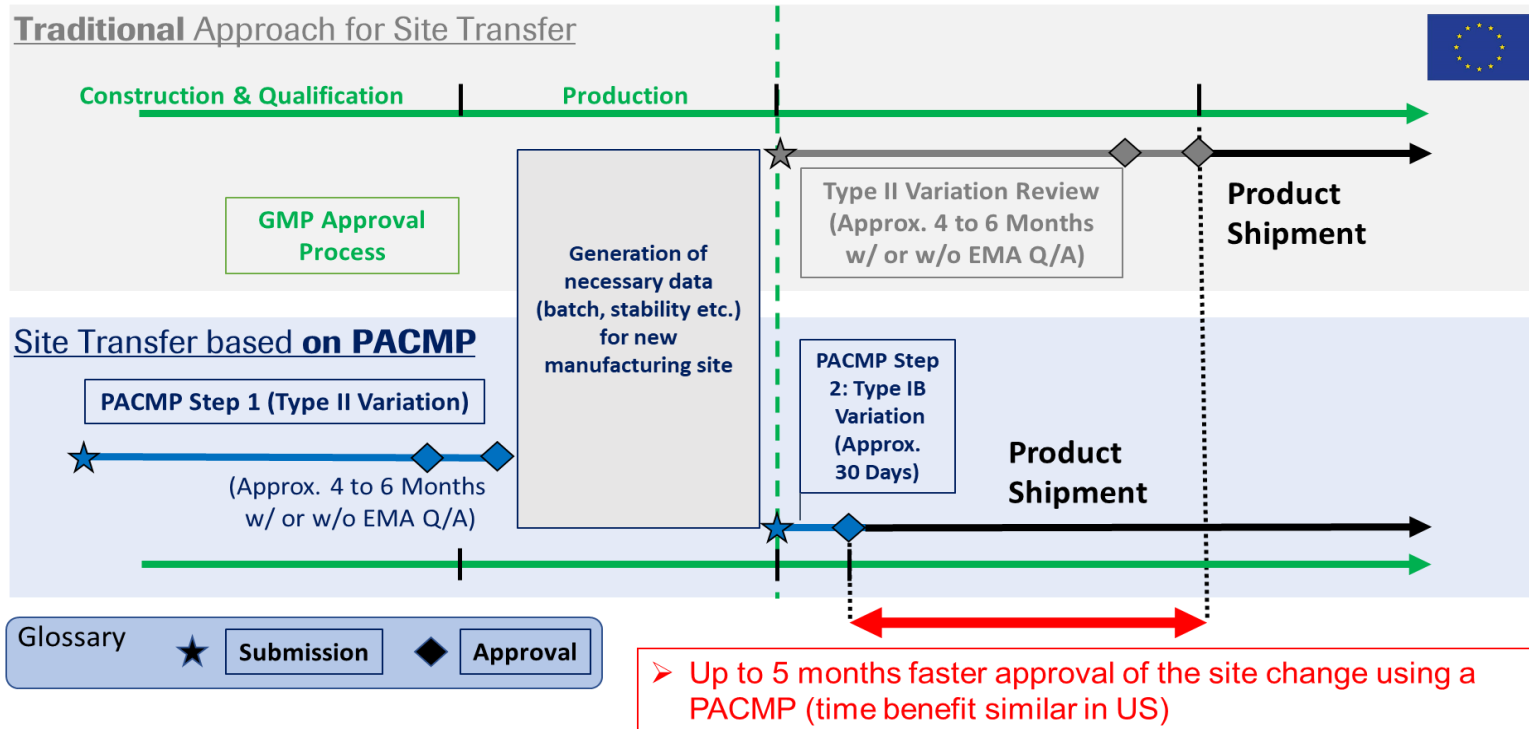 Traditional Approach for Site Transfer
Construction & Qualification
Production
GMP Approval
Process
Generation of
necessary data
(batch, stability etc.)
for new
manufacturing site
Type II Variation Review
(Approx. 4 to 6 Months
w/ or w/o EMA Q/A)
Product
Shipment
Site Transfer based on PACMP
PACMP Step 1 (Type II Variation)
(Approx. 4 to 6 Months
w/ or w/o EMA Q/A)
PACMP Step
2: Type IB
Variation
(Approx.
30 Days)
Product
Shipment
Glossary
Submission
Approval
➢ Up to 5 months faster approval of the site change using a
PACMP (time benefit similar in US)